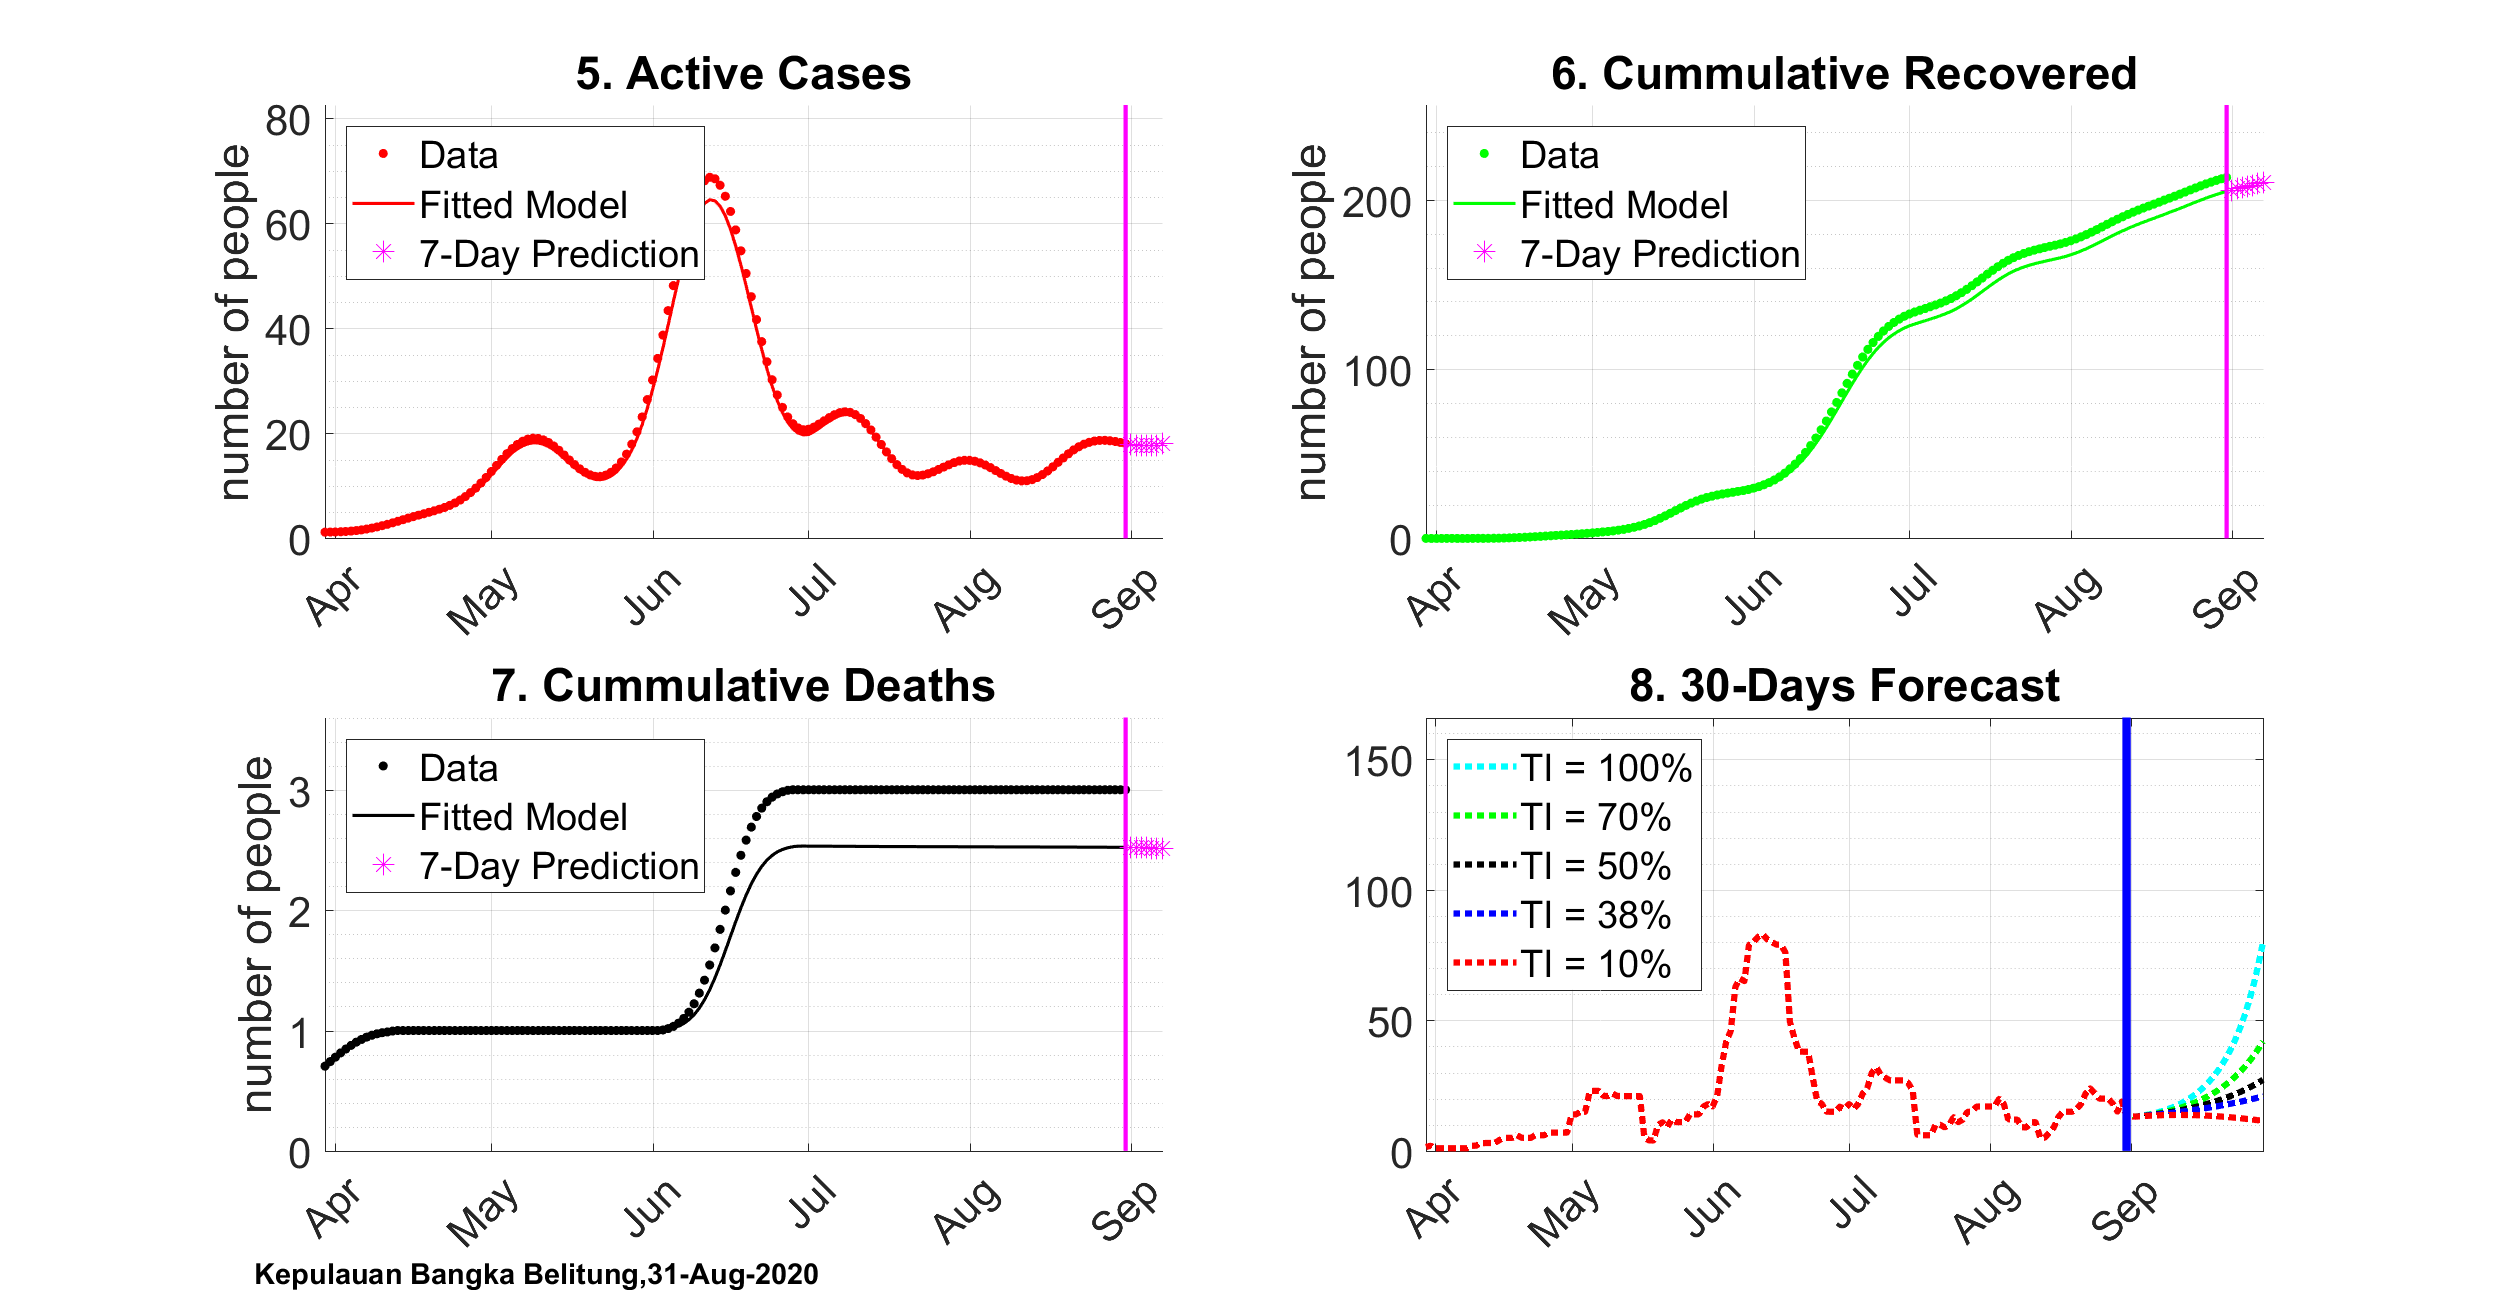 5. Active Cases
number of people
80
60
40
20
0
Data
Fitted Model
7-Day Prediction
Apr
May
Jun
Jul
Aug
Sep
6. Cummulative Recovered
number of people
200
100
0
Data
Fitted Model
7-Day Prediction
Apr
May
Jun
Jul
Aug
Sep
7. Cummulative Deaths
number of people
3
2
1
0
Data
Fitted Model
7-Day Prediction
Apr
May
Jun
Jul
Aug
Sep
8. 30-Days Forecast
150
100
50
0
TI = 100%
TI = 70%
TI = 50%
TI = 38%
TI = 10%
Apr
May
Jun
Jul
Aug
Sep
Kepulauan Bangka Belitung,31-Aug-2020